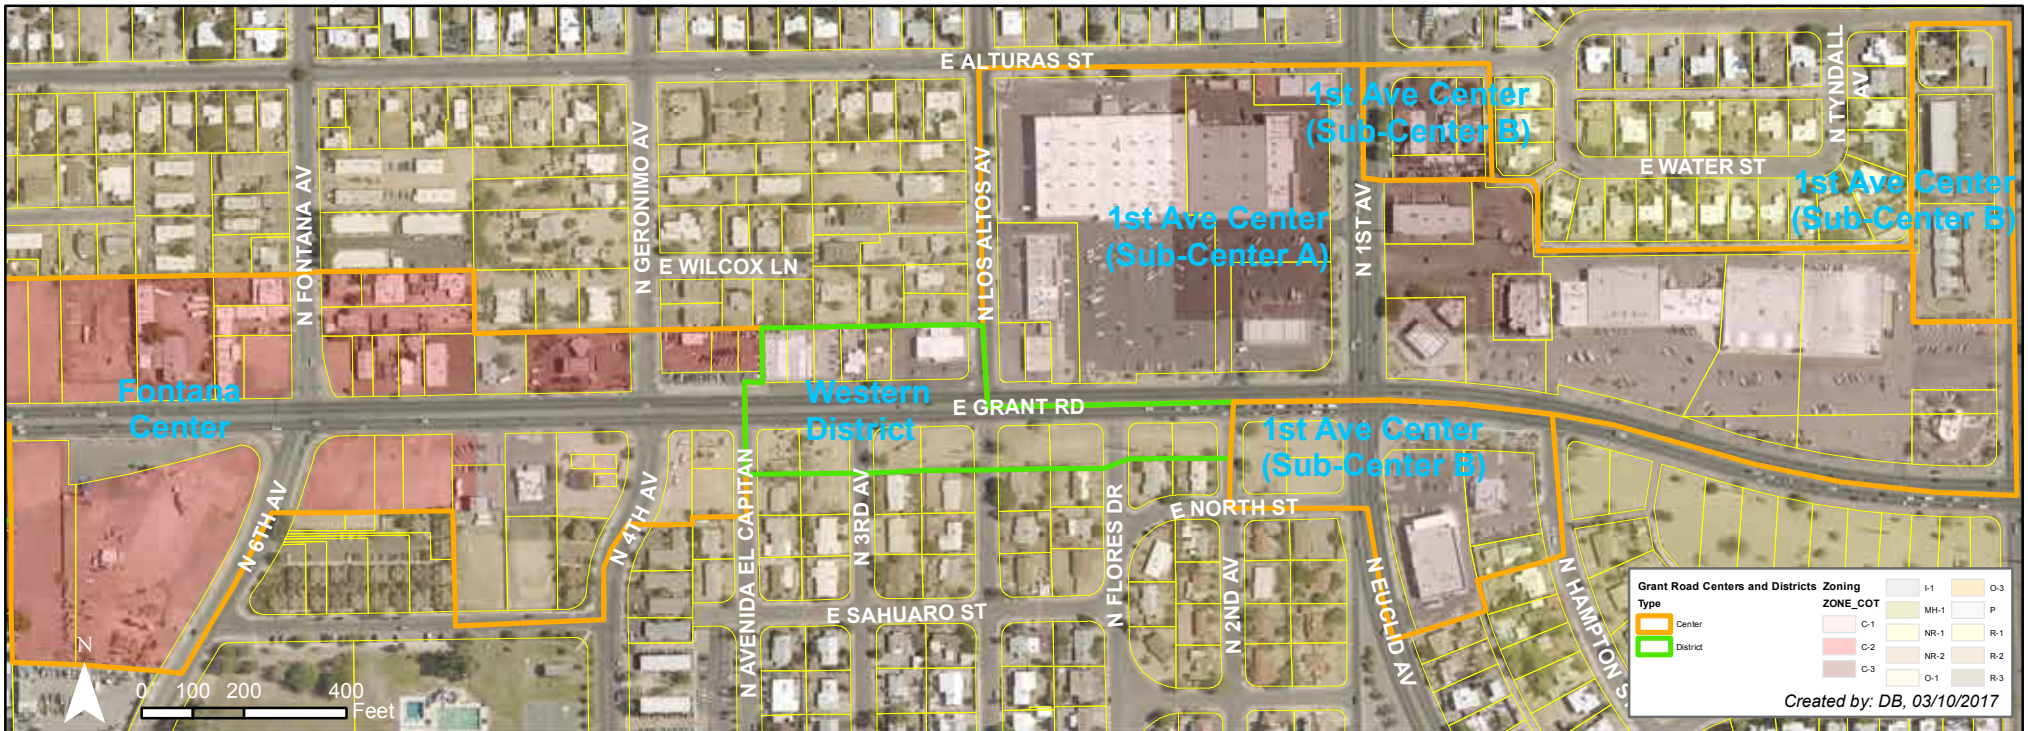 E ALTURAS ST
N TYNDALL
AV
1st Ave Center
(Sub-Center B)
N GERONIMO AV
N FONTANA AV
N LOS ALTOS AV
N 1ST AV
E WATER ST
1st Ave Center
(Sub-Center B)
1st Ave Center
(Sub-Center A)
E WILCOX LN
Fontana
Center
Western
District
E GRANT RD
1st Ave Center
(Sub-Center B)
N 6TH AV
N 4TH AV
N AVENIDA EL CAPITAN
N 3RD AV
N FLORES DR
E NORTH ST
N 2ND AV
N EUCLID AV
N HAMPTON S
E SAHUARO ST
N
0 100 200 400
Feet
Grant Road Centers and Districts
Type
Center
District
Zoning
ZONE_COT
C-1
C-2
C-3
I-1
MH-1
NR-1
NR-2
O-1
O-3
P
R-1
R-2
R-3
Created by: DB, 03/10/2017